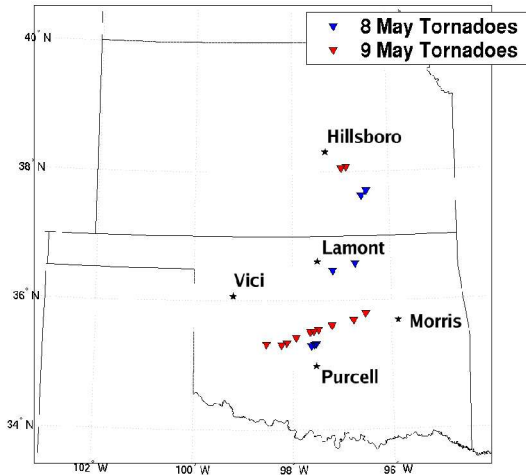 8 May Tornadoes
9 May Tornadoes
40° N
Hillsboro
38° N
Lamont
Vici
36° N
Morris
Purcell
34° N
102° W
100° W
98° W
96° W